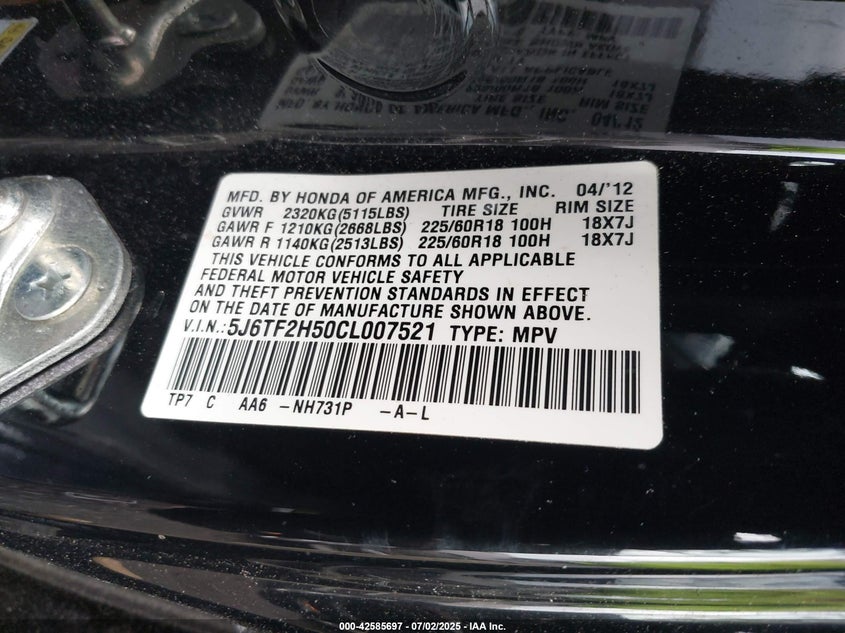 MFD. BY HONDA OF AMERICA MFG., INC. 04/'12
GVWR 2320KG(5115LBS) TIRE SIZE RIM SIZE
GAWR F 1210KG(2668LBS) 225/60R18 100H 18X7J
GAWR R 1140KG(2513LBS) 225/60R18 100H 18X7J
THIS VEHICLE CONFORMS TO ALL APPLICABLE
FEDERAL MOTOR VEHICLE SAFETY
AND THEFT PREVENTION STANDARDS IN EFFECT
ON THE DATE OF MANUFACTURE SHOWN ABOVE.
V.I.N.: 5J6TF2H50CL007521 TYPE: MPV
TP7 C AA6 -NH731P -A-L
000-42585697 - 07/02/2025 - IAA Inc.